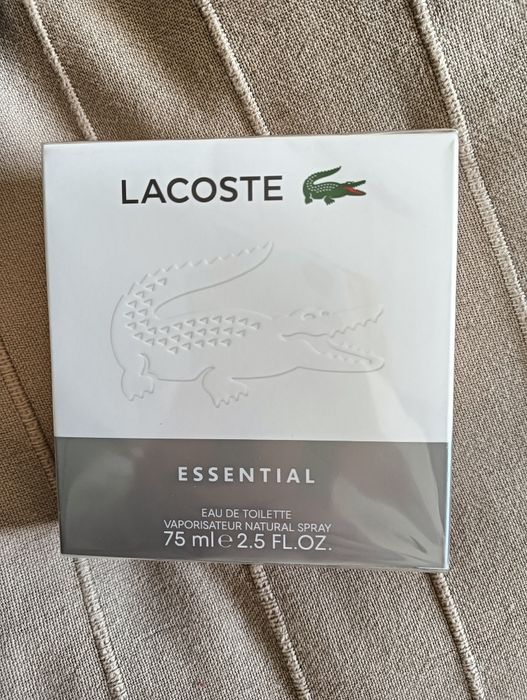 LACOSTE
ESSENTIAL
EAU DE TOILETTE
VAPORISATEUR NATURAL SPRAY
75 ml e 2.5 FL.OZ.